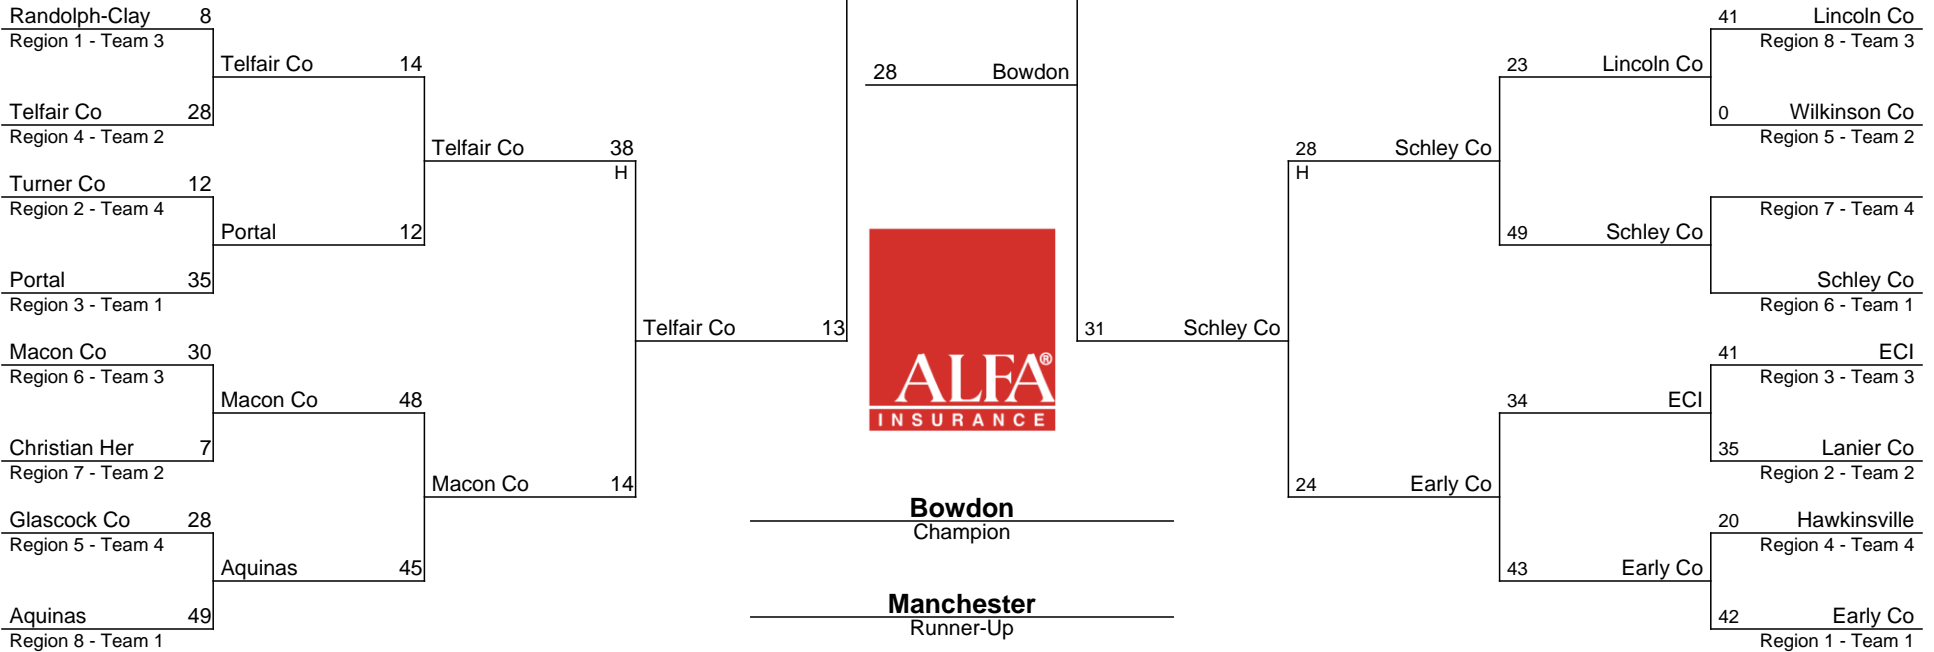 Randolph-Clay 8
Region 1 - Team 3
Telfair Co 14
Telfair Co 28
Region 4 - Team 2
Telfair Co 38
H
Turner Co 12
Region 2 - Team 4
Portal 12
Portal 35
Region 3 - Team 1
Telfair Co 13
Macon Co 30
Region 6 - Team 3
Macon Co 48
Christian Her 7
Region 7 - Team 2
Macon Co 14
Glascock Co 28
Region 5 - Team 4
Aquinas 45
Aquinas 49
Region 8 - Team 1
28 Bowdon
ALFA®
INSURANCE
Bowdon
Champion
Manchester
Runner-Up
41 Lincoln Co
Region 8 - Team 3
23 Lincoln Co
0 Wilkinson Co
Region 5 - Team 2
28 Schley Co
H
Region 7 - Team 4
49 Schley Co
Schley Co
Region 6 - Team 1
31 Schley Co
41 ECI
Region 3 - Team 3
34 ECI
35 Lanier Co
Region 2 - Team 2
24 Early Co
20 Hawkinsville
Region 4 - Team 4
43 Early Co
42 Early Co
Region 1 - Team 1